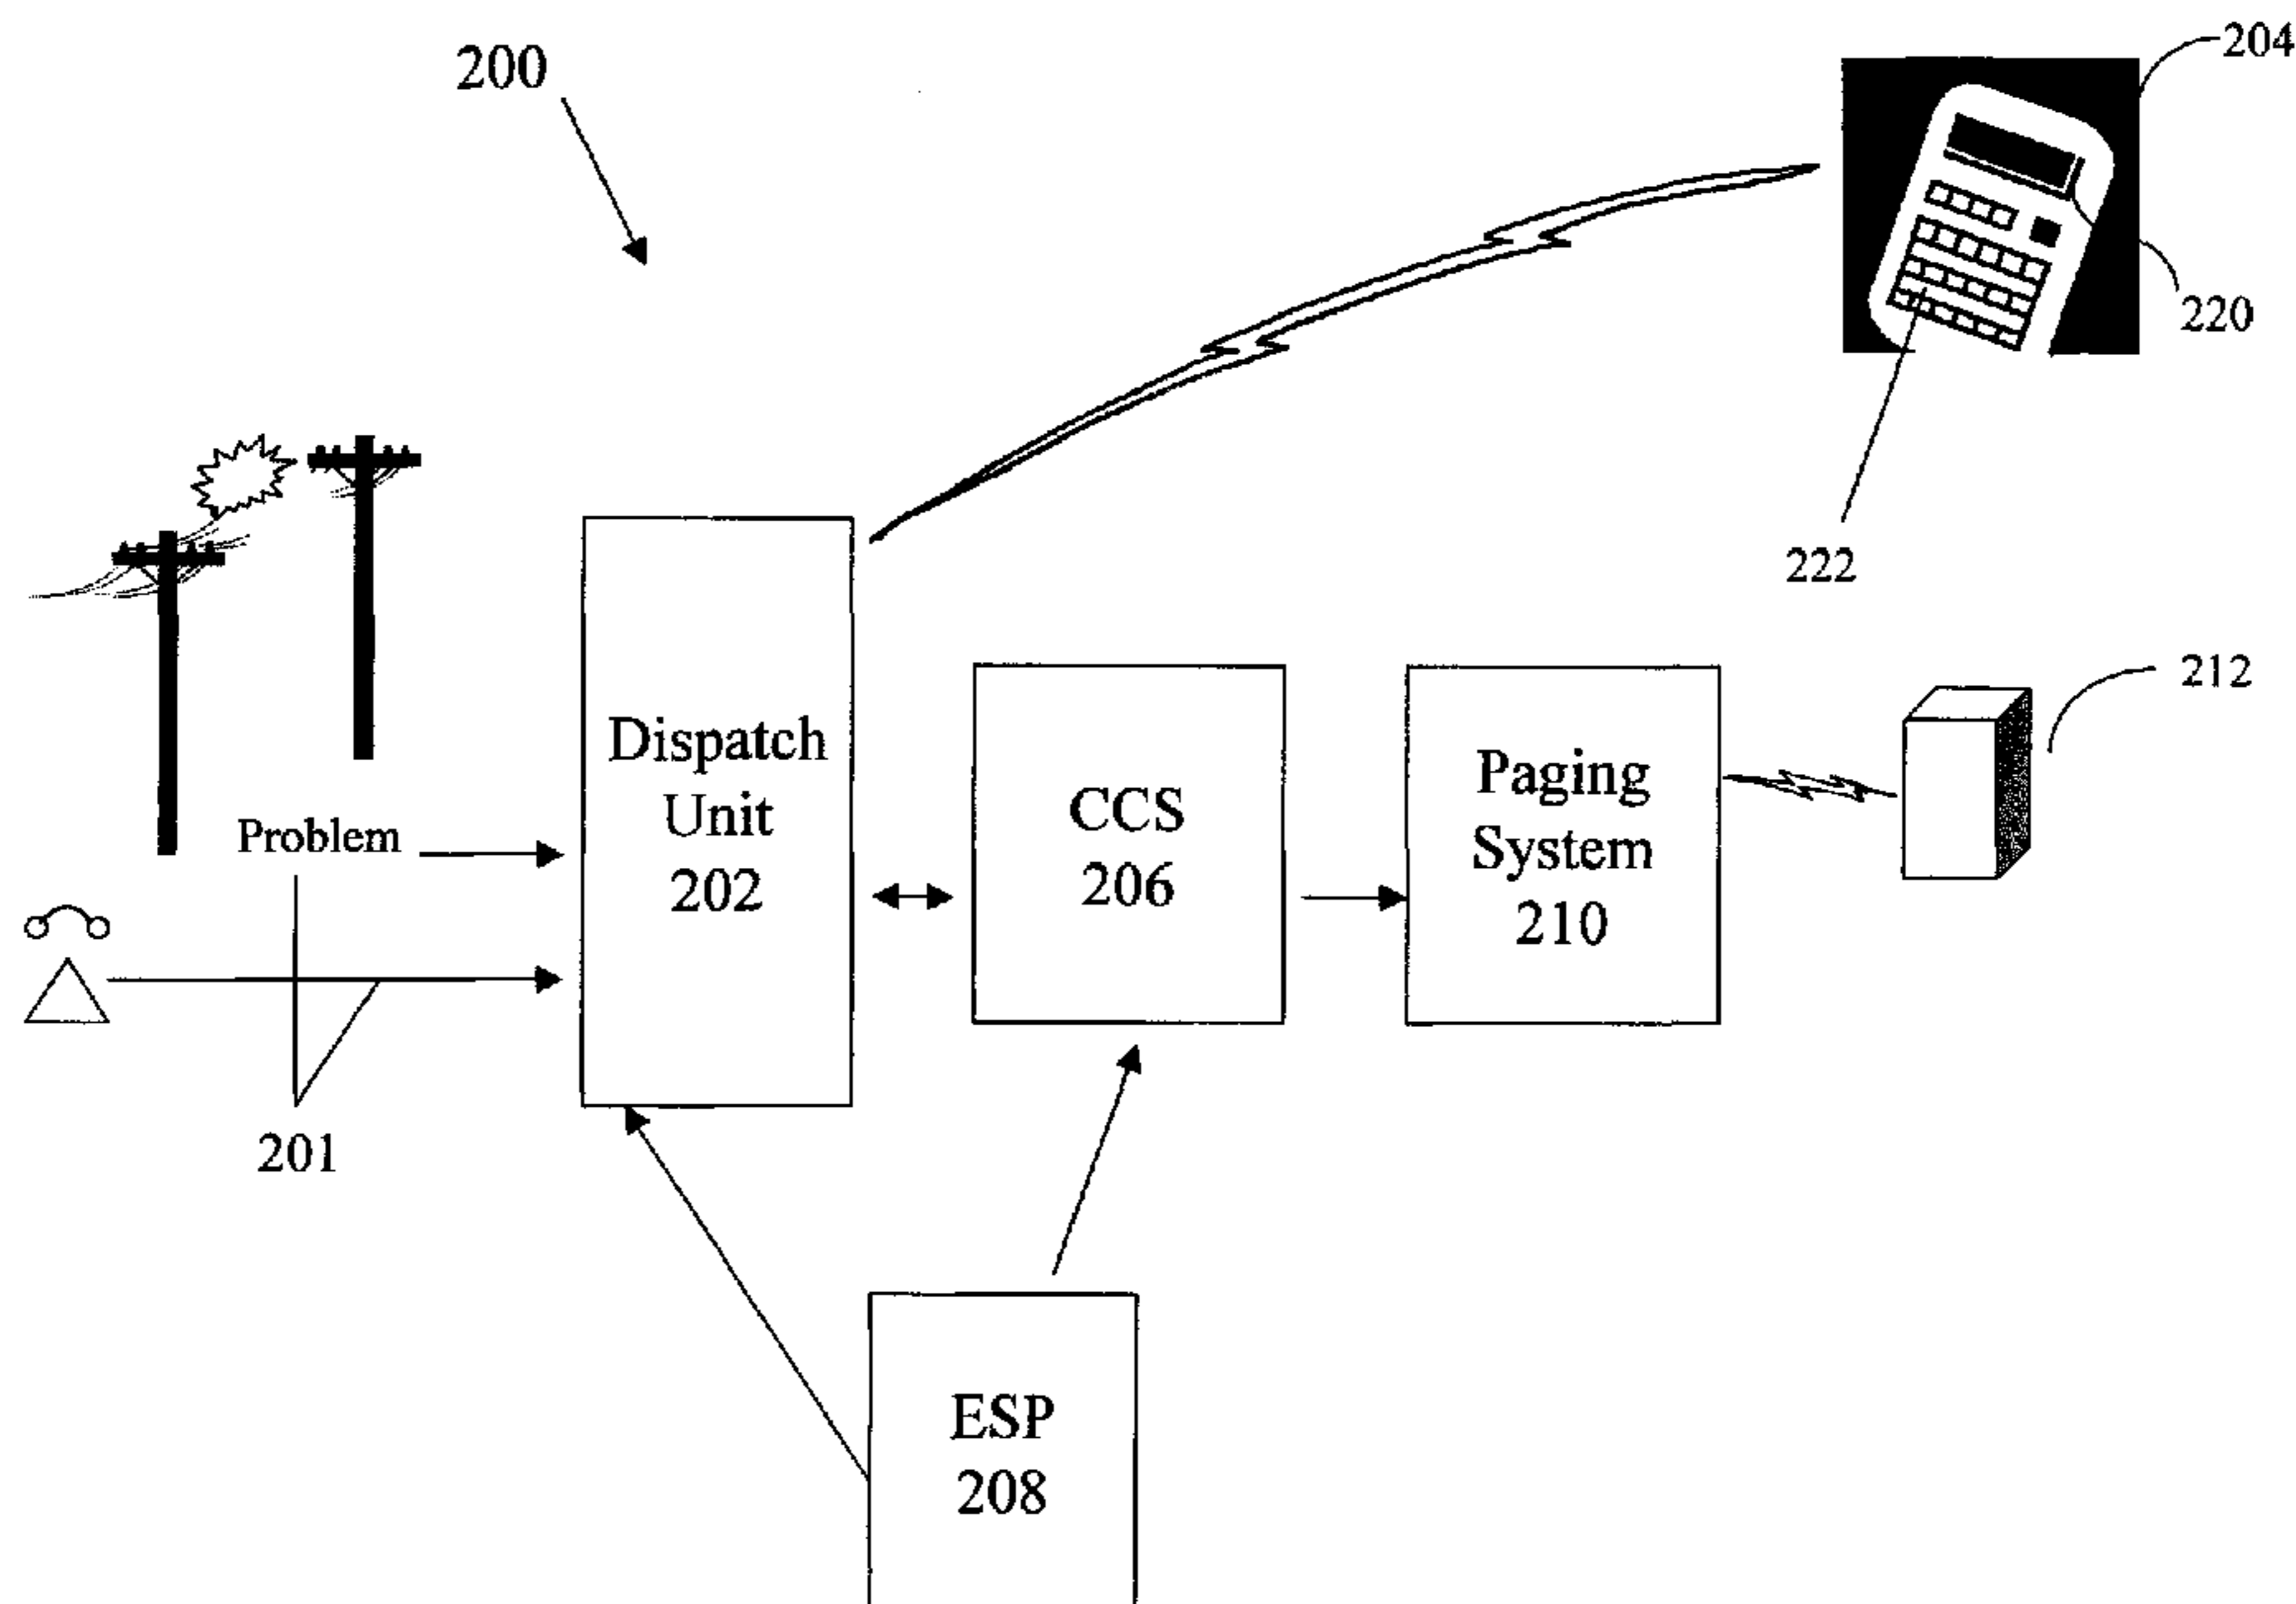 200
204
220
222
212
Dispatch
Unit
202
CCS
206
Paging
System
210
Problem
201
ESP
208